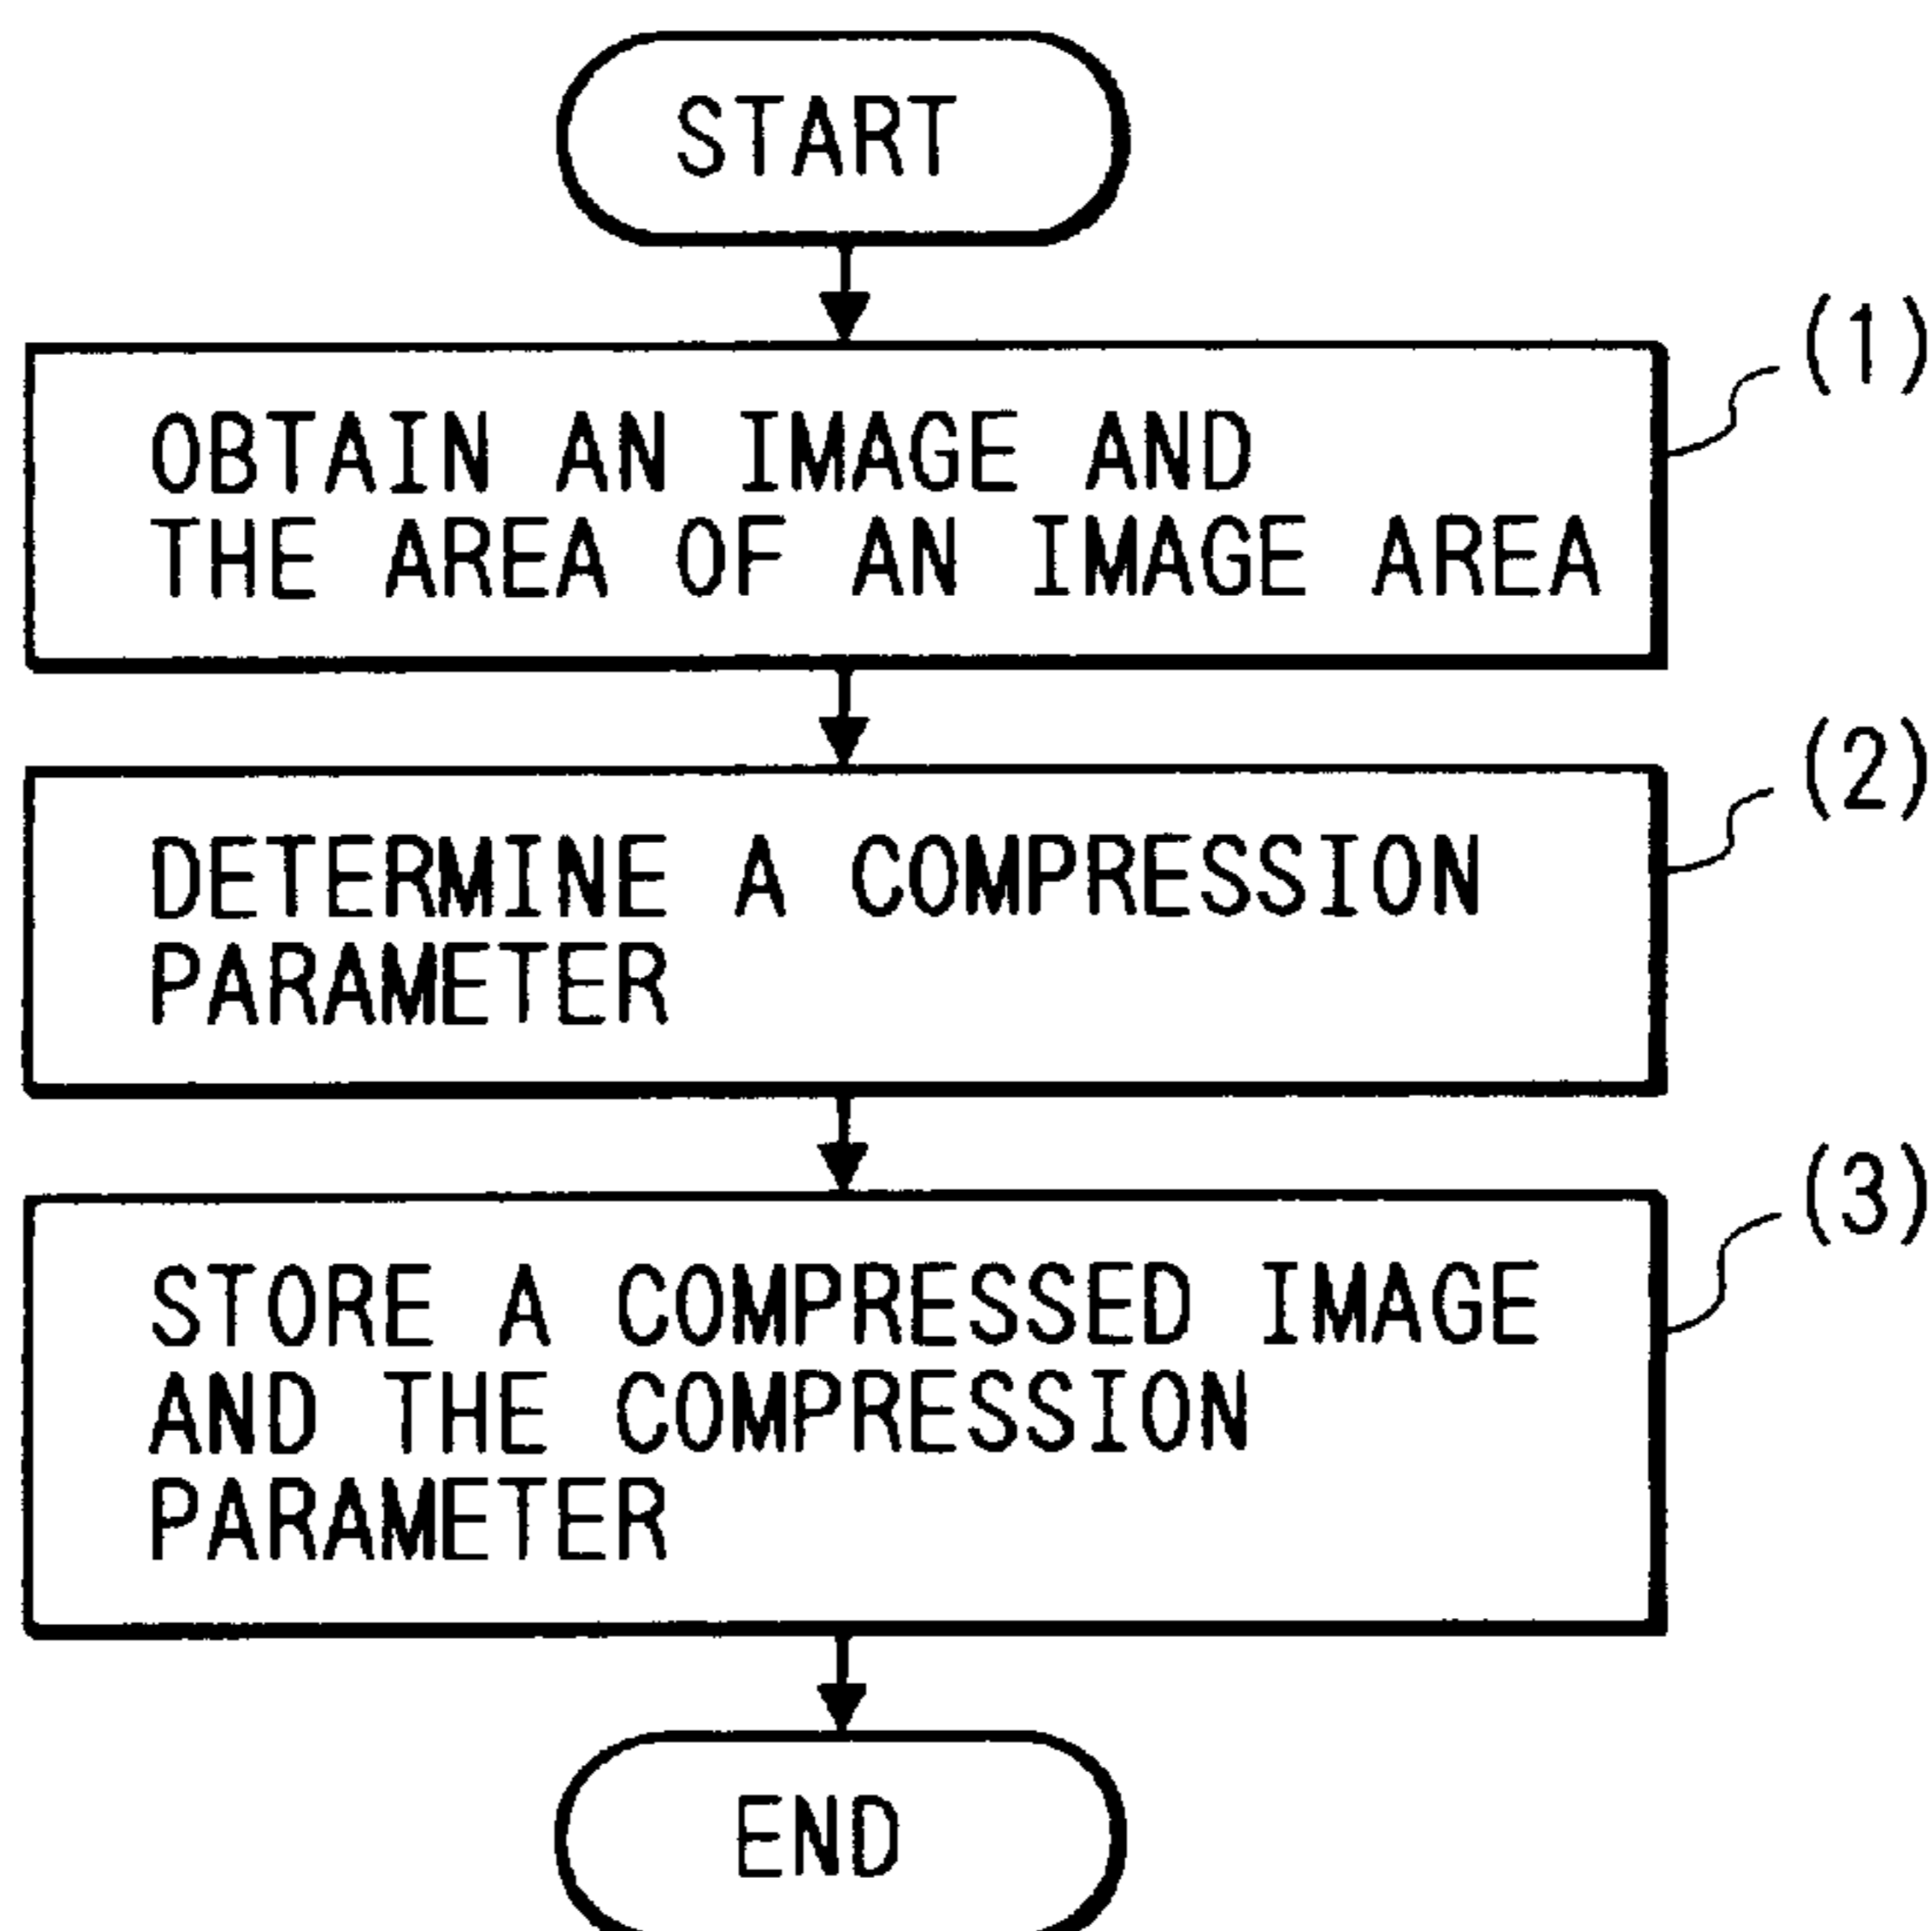 START
(1)
OBTAIN AN IMAGE AND
THE AREA OF AN IMAGE AREA
(2)
DETERMINE A COMPRESSION
PARAMETER
(3)
STORE A COMPRESSED IMAGE
AND THE COMPRESSION
PARAMETER
END